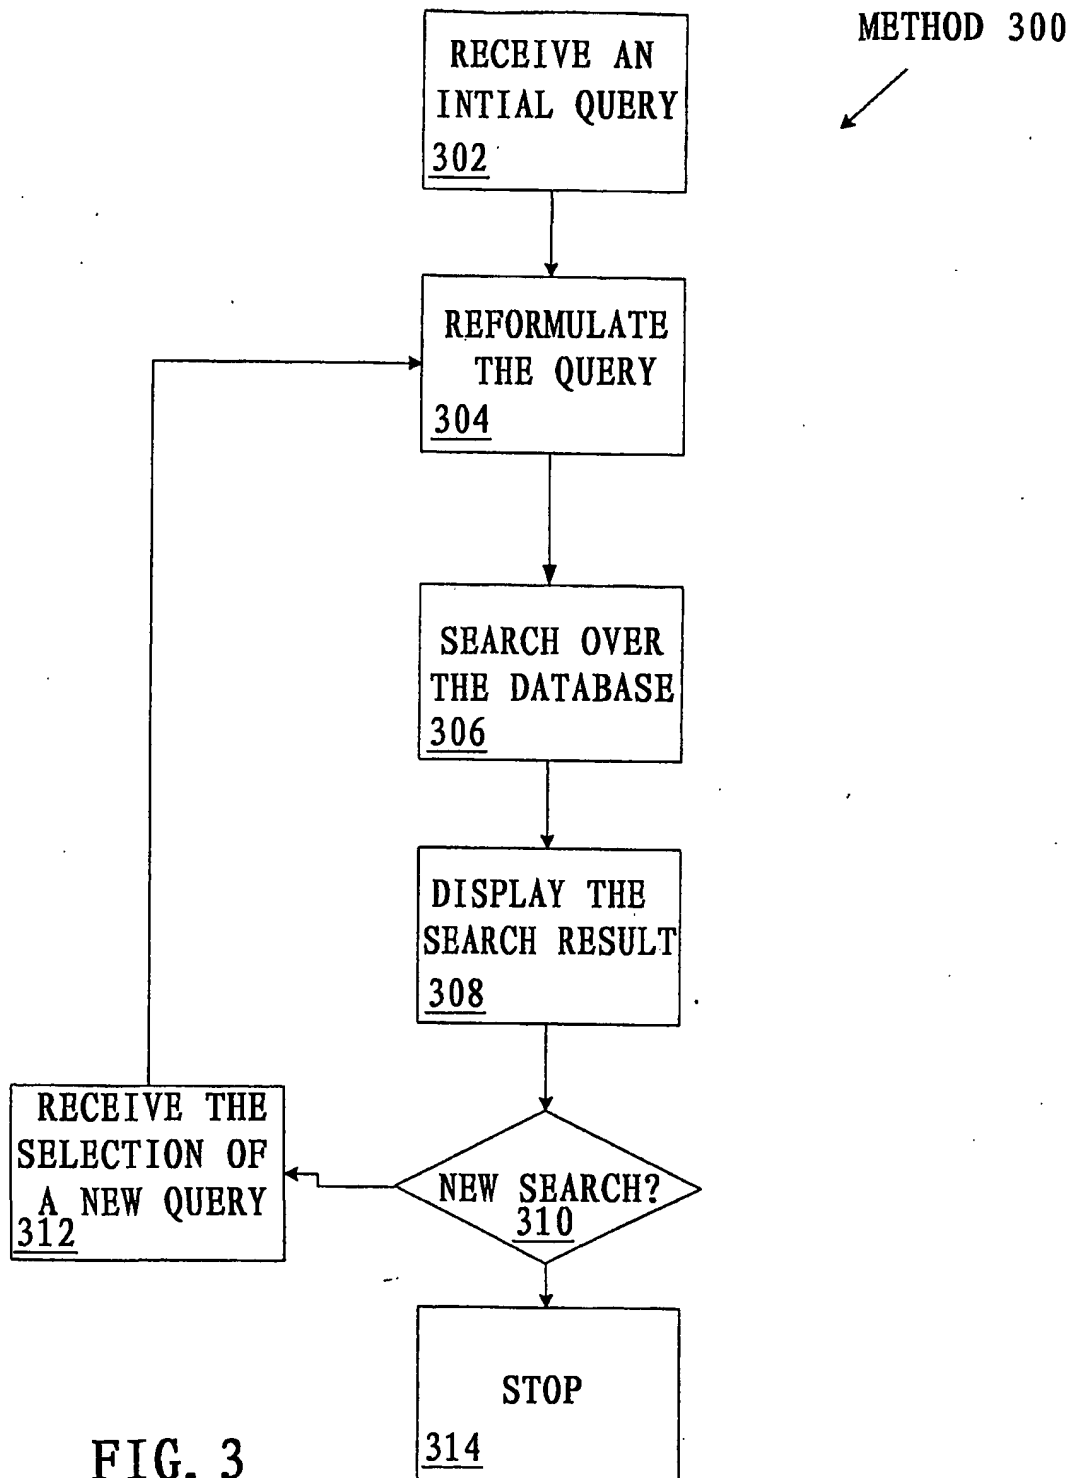 METHOD 300
RECEIVE AN
INTIAL QUERY
302
REFORMULATE
THE QUERY
304
SEARCH OVER
THE DATABASE
306
DISPLAY THE
SEARCH RESULT
308
NEW SEARCH?
310
RECEIVE THE
SELECTION OF
A NEW QUERY
312
STOP
314
FIG. 3